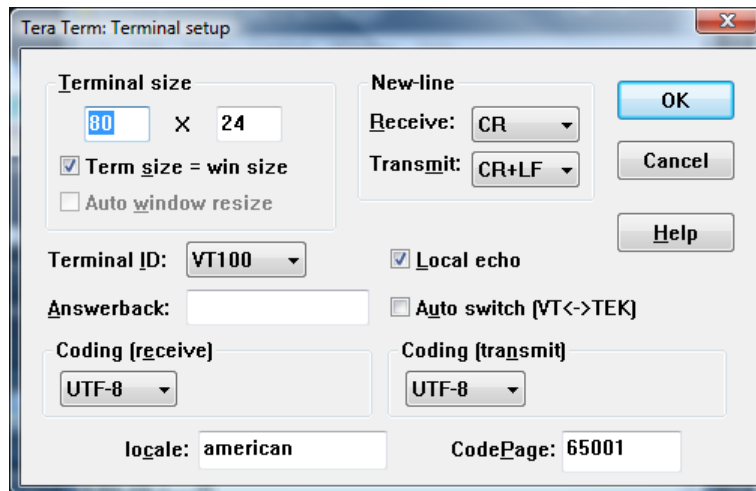 Tera Term: Terminal setup
Terminal size
80 X 24
Term size = win size
Auto window resize
New-line
Receive: CR
Transmit: CR+LF
OK
Cancel
Help
Terminal ID: VT100
Local echo
Answerback:
Auto switch (VT<->TEK)
Coding (receive)
UTF-8
Coding (transmit)
UTF-8
locale: american
CodePage: 65001